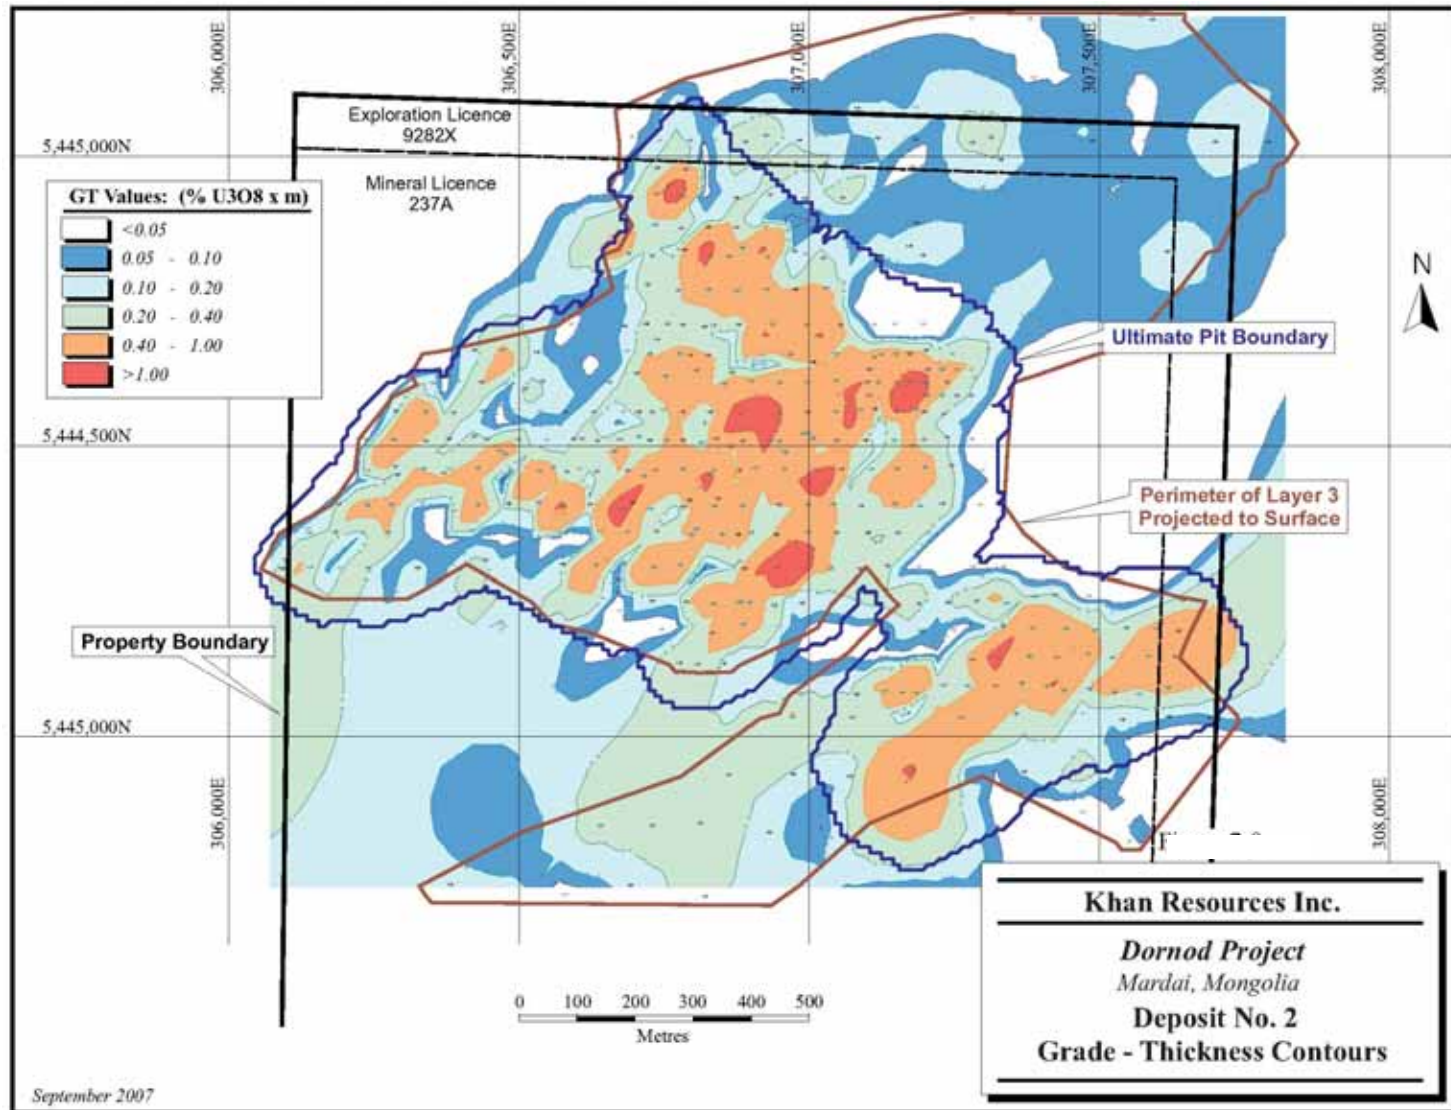 306,000E
306,500E
307,000E
307,500E
308,000E
Exploration Licence
9282X
5,445,000N
Mineral Licence
237A
GT Values: (% U3O8 x m)
<0.05
0.05 - 0.10
0.10 - 0.20
0.20 - 0.40
0.40 - 1.00
>1.00
N
Ultimate Pit Boundary
5,444,500N
Perimeter of Layer 3
Projected to Surface
Property Boundary
5,445,000N
306,000E
308,000E
0 100 200 300 400 500
Metres
Khan Resources Inc.
Dornod Project
Mardai, Mongolia
Deposit No. 2
Grade - Thickness Contours
September 2007